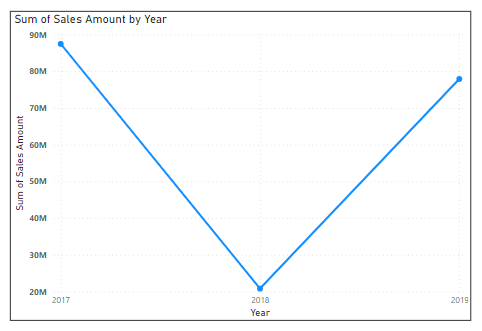 Sum of Sales Amount by Year
90M
80M
70M
60M
50M
40M
30M
20M
Sum of Sales Amount
2017
2018
2019
Year